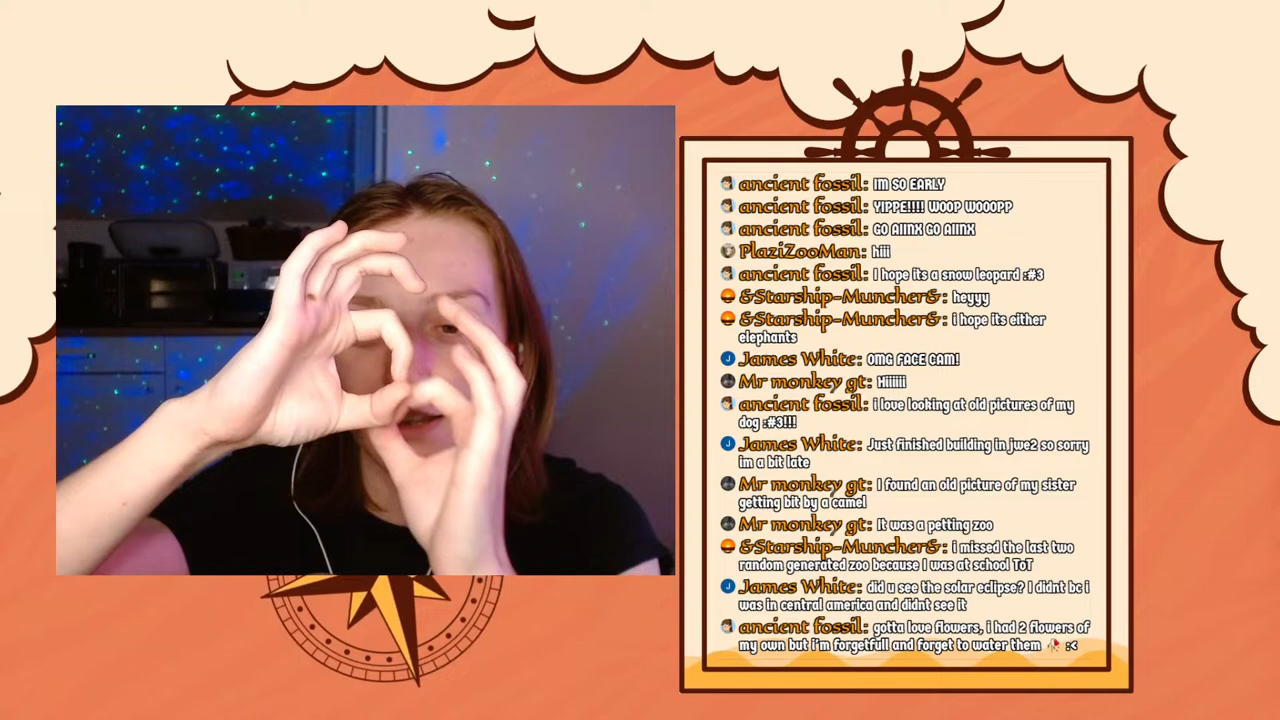 ancient fossil: IM SO EARLY
ancient fossil: YIPPE!!!! WOOP WOOOPP
ancient fossil: GO AIINX GO AIINX
PlaziZooMan: hiii
ancient fossil: I hope its a snow leopard :#3
&Starship-Muncher&: heyyy
&Starship-Muncher&: i hope its either
elephants
James White: OMG FACE CAM!
Mr monkey gt: Hiiiiii
ancient fossil: i love looking at old pictures of my
dog :#3!!!
J James White: Just finished building in jwe2 so sorry
im a bit late
Mr monkey gt: I found an old picture of my sister
getting bit by a camel
Mr monkey gt: It was a petting zoo
&Starship-Muncher&: i missed the last two
random generated zoo because I was at school ToT
J James White: did u see the solar eclipse? I didnt bc i
was in central america and didnt see it
ancient fossil: gotta love flowers, i had 2 flowers of
my own but i'm forgetfull and forget to water them 🥀 :<